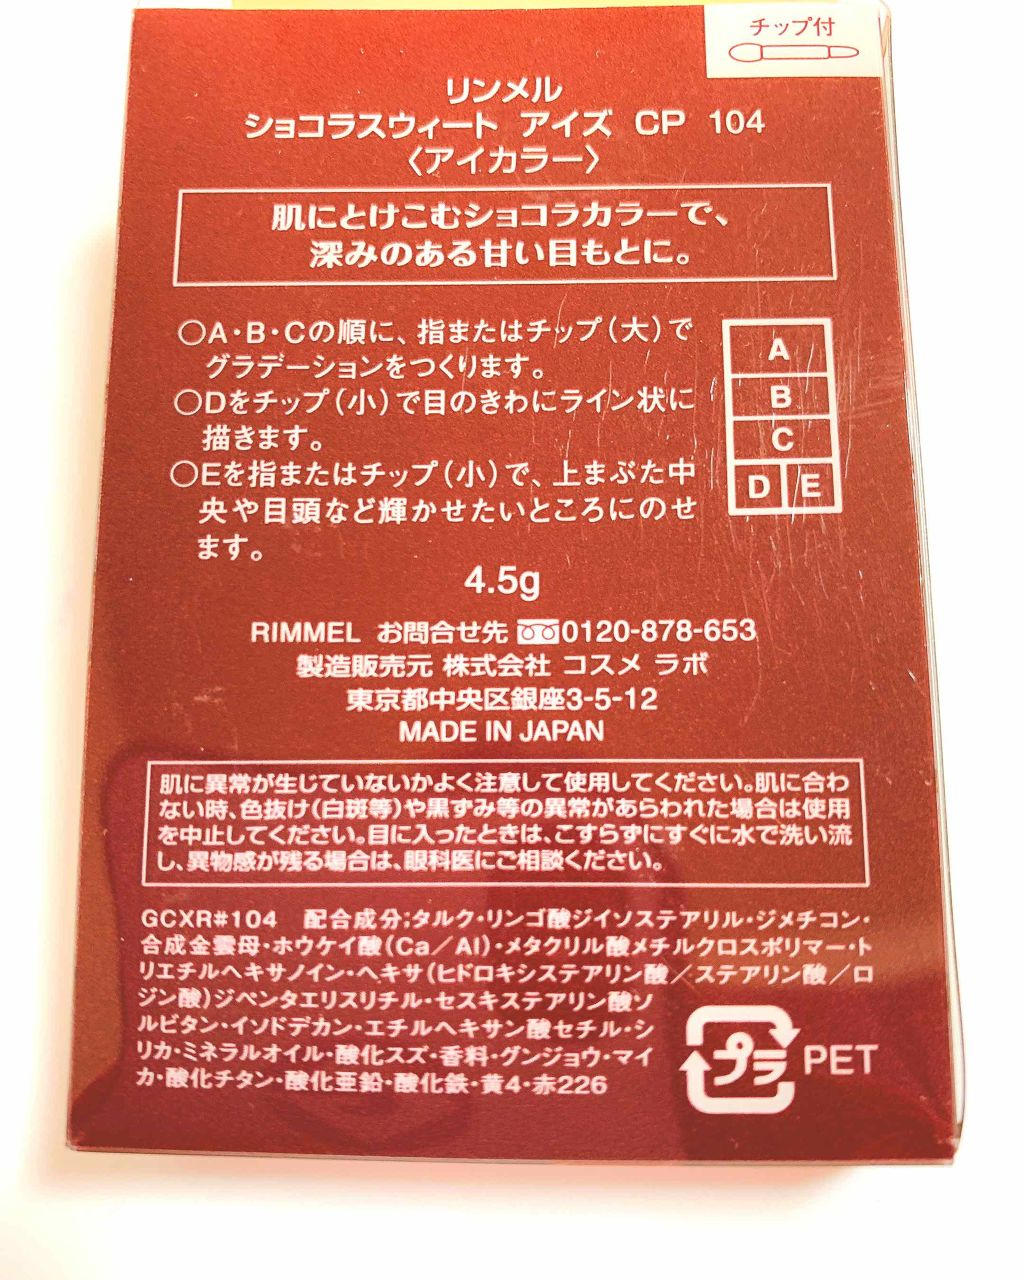 チップ付
リンメル
ショコラスウィート アイズ CP 104
〈アイカラー〉
肌にとけこむショコラカラーで、
深みのある甘い目もとに。
○A・B・Cの順に、指またはチップ(大)で
グラデーションをつくります。
○Dをチップ(小)で目のきわにライン状に
描きます。
○Eを指またはチップ(小)で、上まぶた中
央や目頭など輝かせたいところにのせ
ます。
A
B
C
D E
4.5g
RIMMEL お問合せ先 0120-878-653
製造販売元 株式会社 コスメ ラボ
東京都中央区銀座3-5-12
MADE IN JAPAN
肌に異常が生じていないかよく注意して使用してください。肌に合わ
ない時、色抜け(白斑等)や黒ずみ等の異常があらわれた場合は使用
を中止してください。目に入ったときは、こすらずにすぐに水で洗い流
し、異物感が残る場合は、眼科医にご相談ください。
GCXR#104 配合成分;タルク・リンゴ酸ジイソステアリル・ジメチコン・
合成金雲母・ホウケイ酸(Ca/Al)・メタクリル酸メチルクロスポリマー・ト
リエチルヘキサノイン・ヘキサ(ヒドロキシステアリン酸/ステアリン酸/ロ
ジン酸)ジペンタエリスリチル・セスキステアリン酸ソ
ルビタン・イソドデカン・エチルヘキサン酸セチル・シ
リカ・ミネラルオイル・酸化スズ・香料・グンジョウ・マイ
カ・酸化チタン・酸化亜鉛・酸化鉄・黄4・赤226
プラ PET